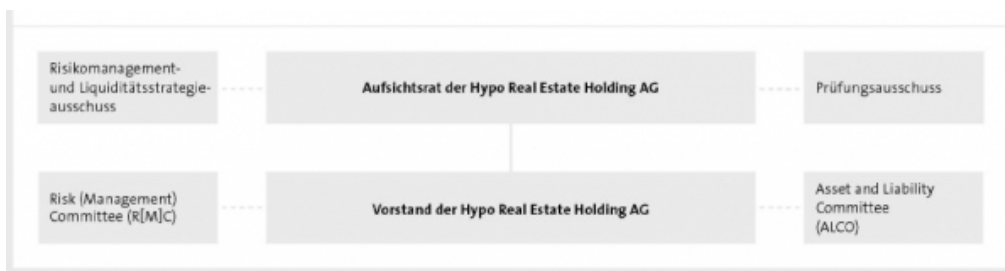 Risikomanagement-
und Liquiditätsstrategie-
ausschuss
Aufsichtsrat der Hypo Real Estate Holding AG
Prüfungsausschuss
Risk (Management)
Committee (R[M]C)
Vorstand der Hypo Real Estate Holding AG
Asset and Liability
Committee
(ALCO)